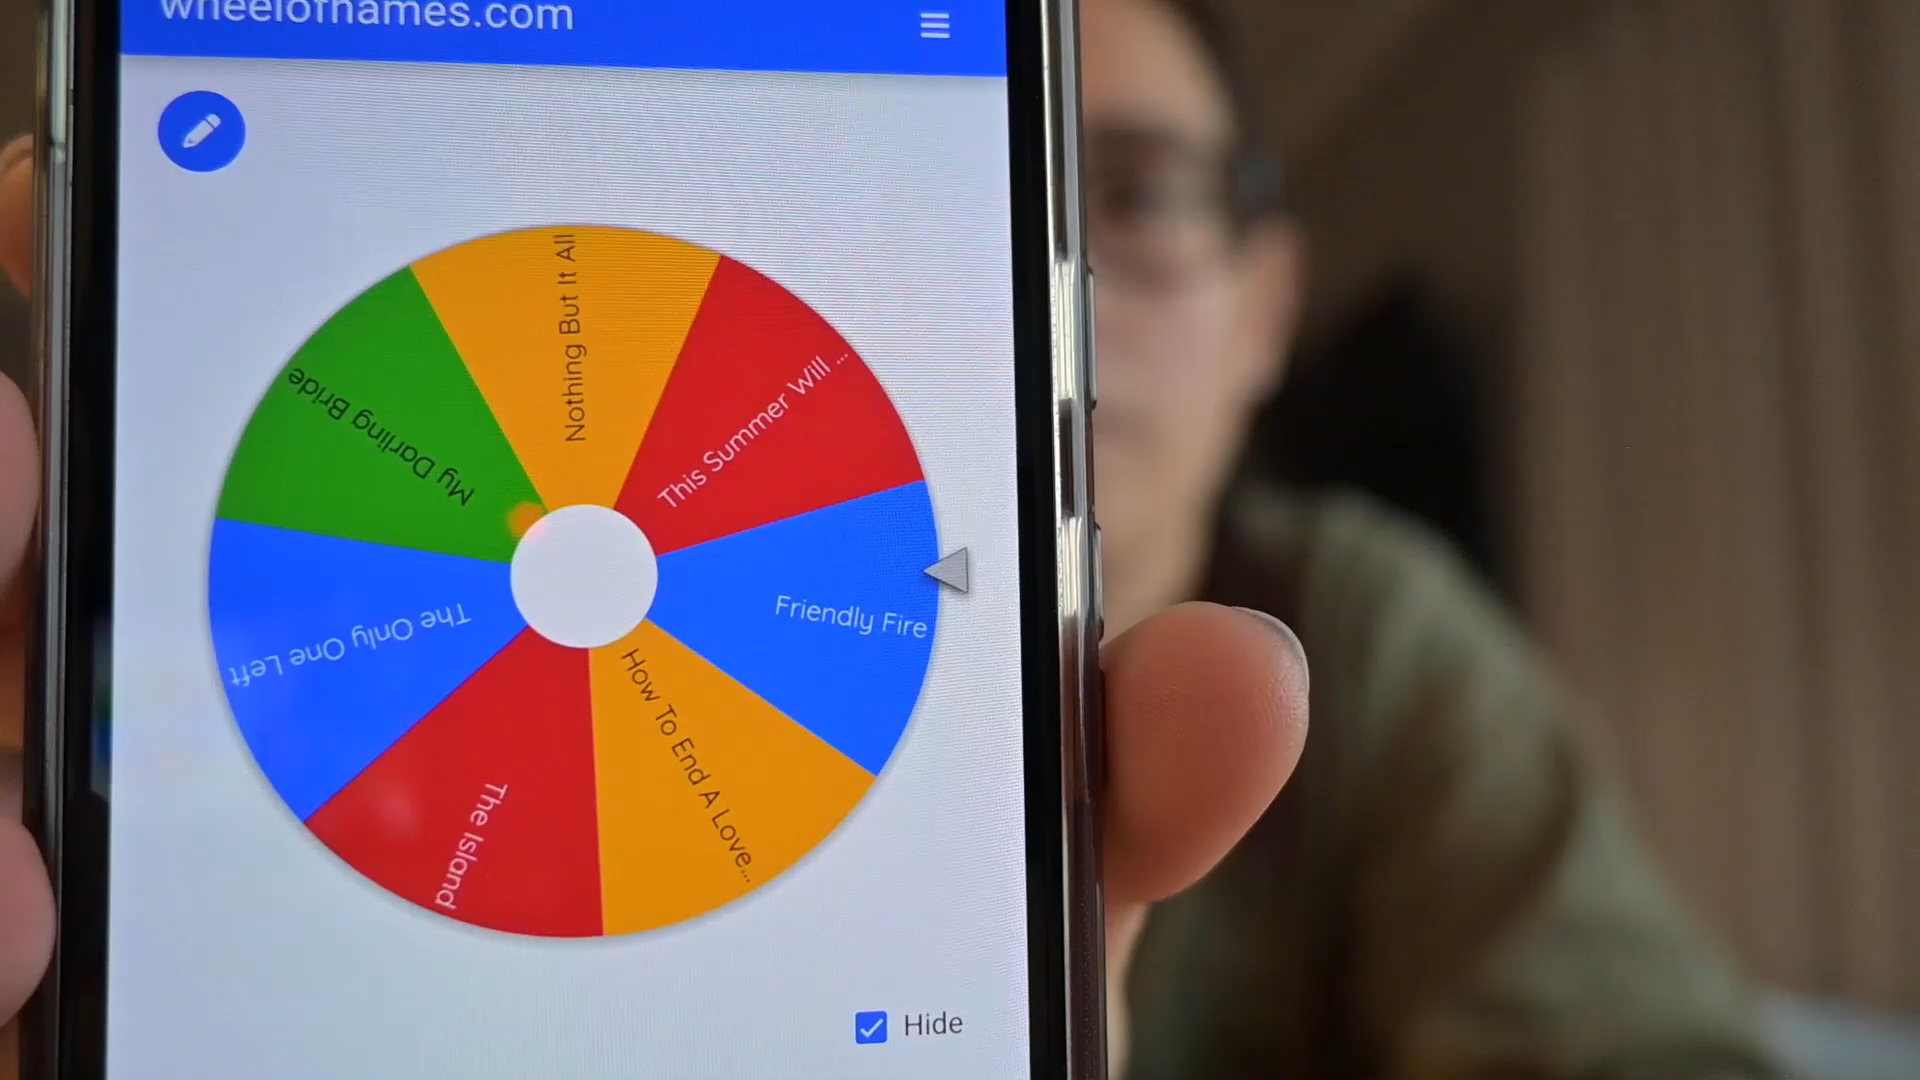 wheelofnames.com
Nothing But It All
This Summer Will ...
Friendly Fire
How To End A Love...
The Island
The Only One Left
My Darling Bride
Hide